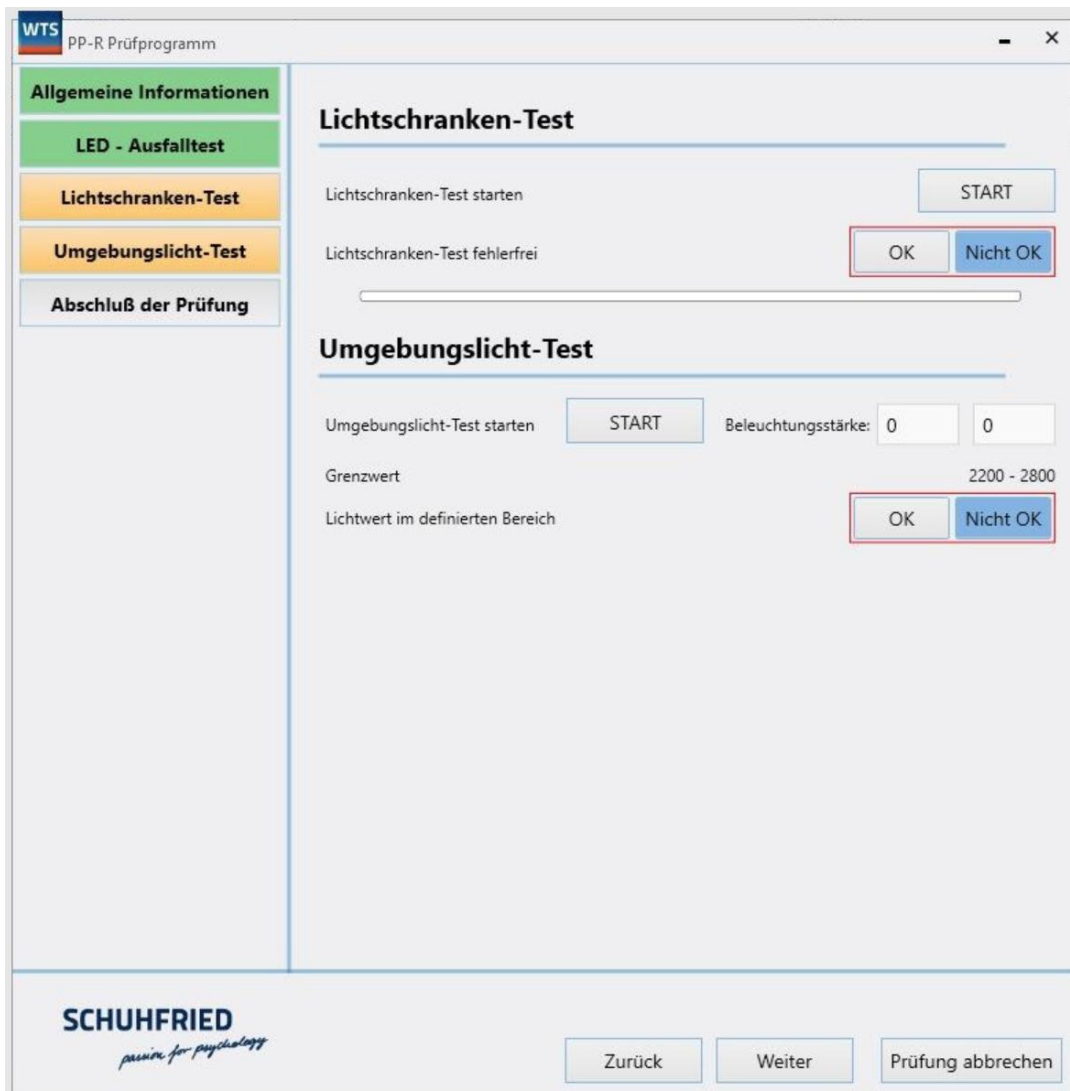 WTS
PP-R Prüfprogramm
Allgemeine Informationen
LED - Ausfalltest
Lichtschranken-Test
Umgebungslicht-Test
Abschluß der Prüfung
Lichtschranken-Test
Lichtschranken-Test starten START
Lichtschranken-Test fehlerfrei OK Nicht OK
Umgebungslicht-Test
Umgebungslicht-Test starten START Beleuchtungsstärke: 0 0
Grenzwert 2200 - 2800
Lichtwert im definierten Bereich OK Nicht OK
SCHUHFRIED
passion for psychology
Zurück Weiter Prüfung abbrechen